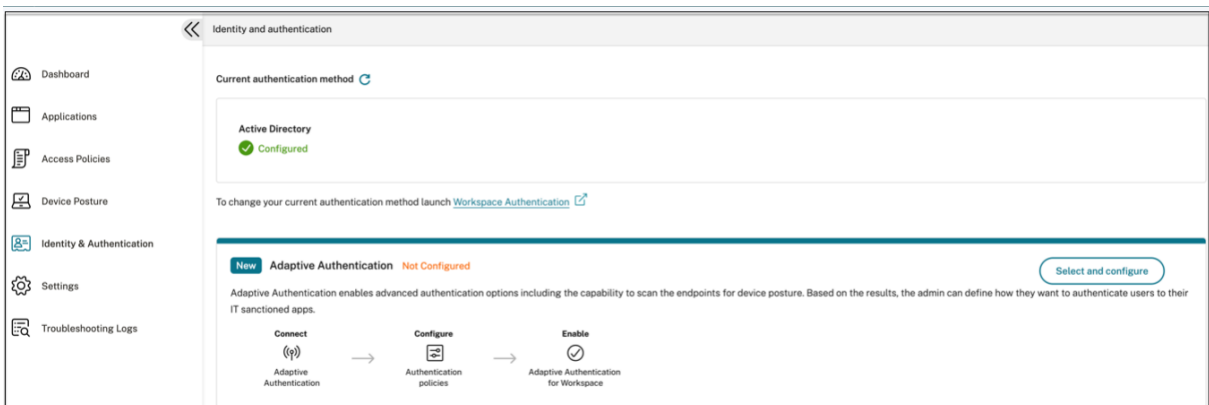 Identity and authentication
Dashboard
Applications
Access Policies
Device Posture
Identity & Authentication
Settings
Troubleshooting Logs
Current authentication method
Active Directory
Configured
To change your current authentication method launch Workspace Authentication
New Adaptive Authentication Not Configured
Select and configure
Adaptive Authentication enables advanced authentication options including the capability to scan the endpoints for device posture. Based on the results, the admin can define how they want to authenticate users to their
IT sanctioned apps.
Connect
Adaptive
Authentication
Configure
Authentication
policies
Enable
Adaptive Authentication
for Workspace